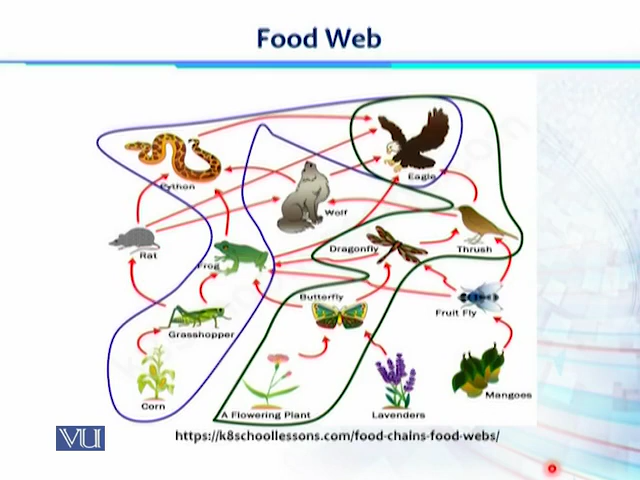 Food Web
Python
Eagle
Wolf
Rat
Frog
Dragonfly
Thrush
Butterfly
Fruit Fly
Grasshopper
Corn
A Flowering Plant
Lavenders
Mangoes
VU
https://k8schoollessons.com/food-chains-food-webs/